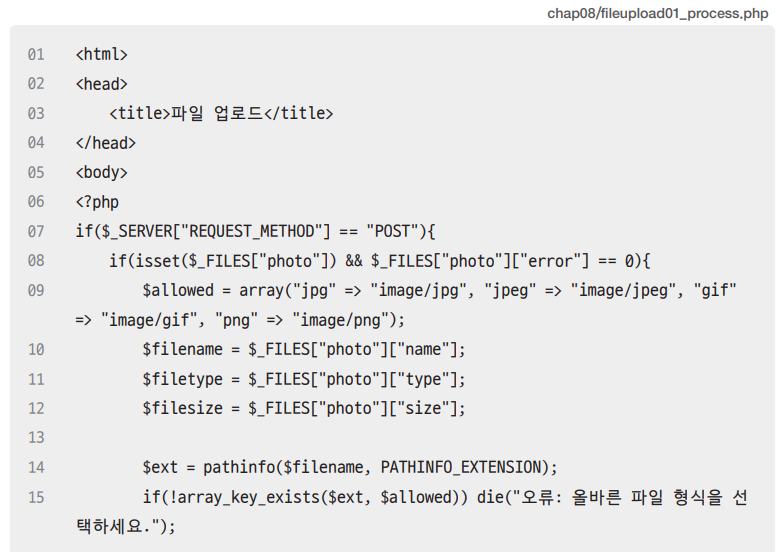 chap08/fileupload01_process.php
01 <html>
02 <head>
03     <title>파일 업로드</title>
04 </head>
05 <body>
06 <?php
07 if($_SERVER["REQUEST_METHOD"] == "POST"){
08     if(isset($_FILES["photo"]) && $_FILES["photo"]["error"] == 0){
09         $allowed = array("jpg" => "image/jpg", "jpeg" => "image/jpeg", "gif"
=> "image/gif", "png" => "image/png");
10         $filename = $_FILES["photo"]["name"];
11         $filetype = $_FILES["photo"]["type"];
12         $filesize = $_FILES["photo"]["size"];
13
14         $ext = pathinfo($filename, PATHINFO_EXTENSION);
15         if(!array_key_exists($ext, $allowed)) die("오류: 올바른 파일 형식을 선
택하세요.");